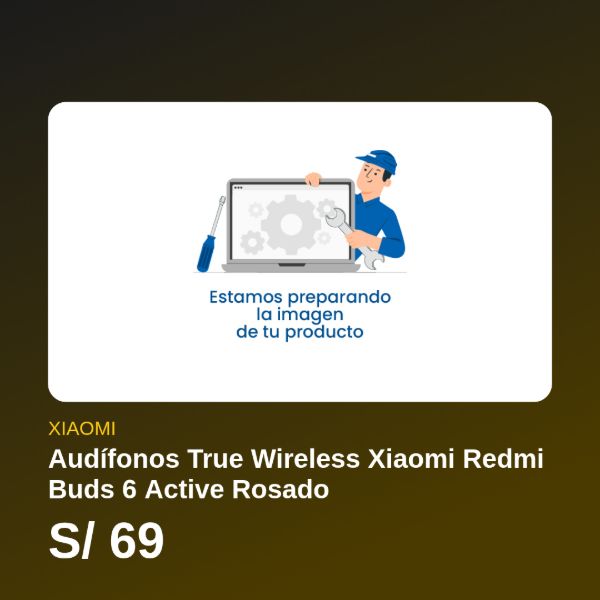 Estamos preparando
la imagen
de tu producto
XIAOMI
Audífonos True Wireless Xiaomi Redmi
Buds 6 Active Rosado
S/ 69